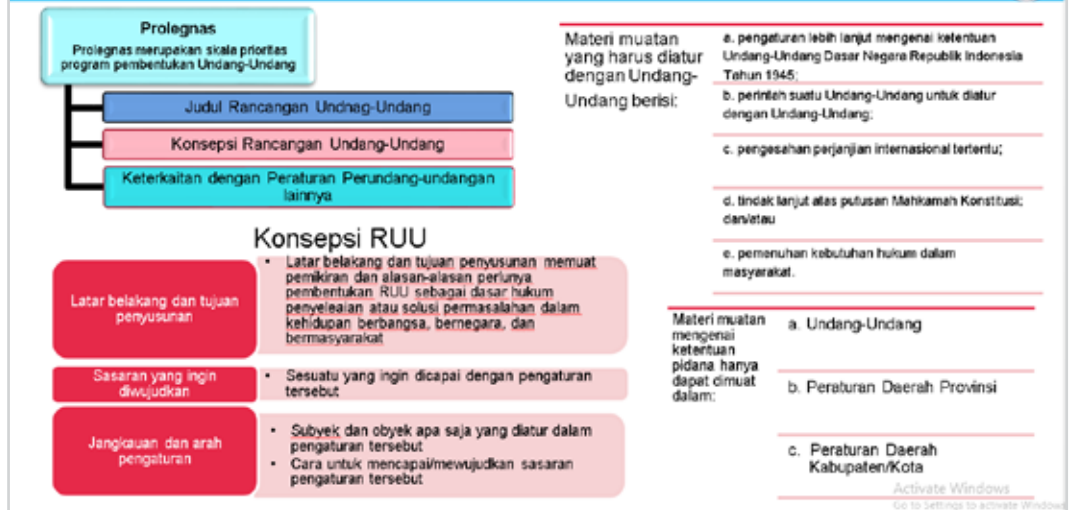 Prolegnas
Prolegnas merupakan skala prioritas
program pembentukan Undang-Undang
Judul Rancangan Undnag-Undang
Konsepsi Rancangan Undang-Undang
Keterkaitan dengan Peraturan Perundang-undangan
lainnya
Konsepsi RUU
Latar belakang dan tujuan
penyusunan
• Latar belakang dan tujuan penyusunan memuat
pemikiran dan alasan-alasan perlunya
pembentukan RUU sebagai dasar hukum
penyeleaian atau solusi permasalahan dalam
kehidupan berbangsa, bernegara, dan
bermasyarakat
Sasaran yang ingin
diwujudkan
• Sesuatu yang ingin dicapai dengan pengaturan
tersebut
Jangkauan dan arah
pengaturan
• Subyek dan obyek apa saja yang diatur dalam
pengaturan tersebut
• Cara untuk mencapai/mewujudkan sasaran
pengaturan tersebut
Materi muatan
yang harus diatur
dengan Undang-
Undang berisi:
a. pengaturan lebih lanjut mengenai ketentuan
Undang-Undang Dasar Negara Republik Indonesia
Tahun 1945;
b. perintah suatu Undang-Undang untuk diatur
dengan Undang-Undang;
c. pengesahan perjanjian internasional tertentu;
d. tindak lanjut atas putusan Mahkamah Konstitusi;
dan/atau
e. pemenuhan kebutuhan hukum dalam
masyarakat.
Materi muatan
mengenai
ketentuan
pidana hanya
dapat dimuat
dalam:
a. Undang-Undang
b. Peraturan Daerah Provinsi
c. Peraturan Daerah
Kabupaten/Kota
Activate Windows
Go to Settings to activate Windows